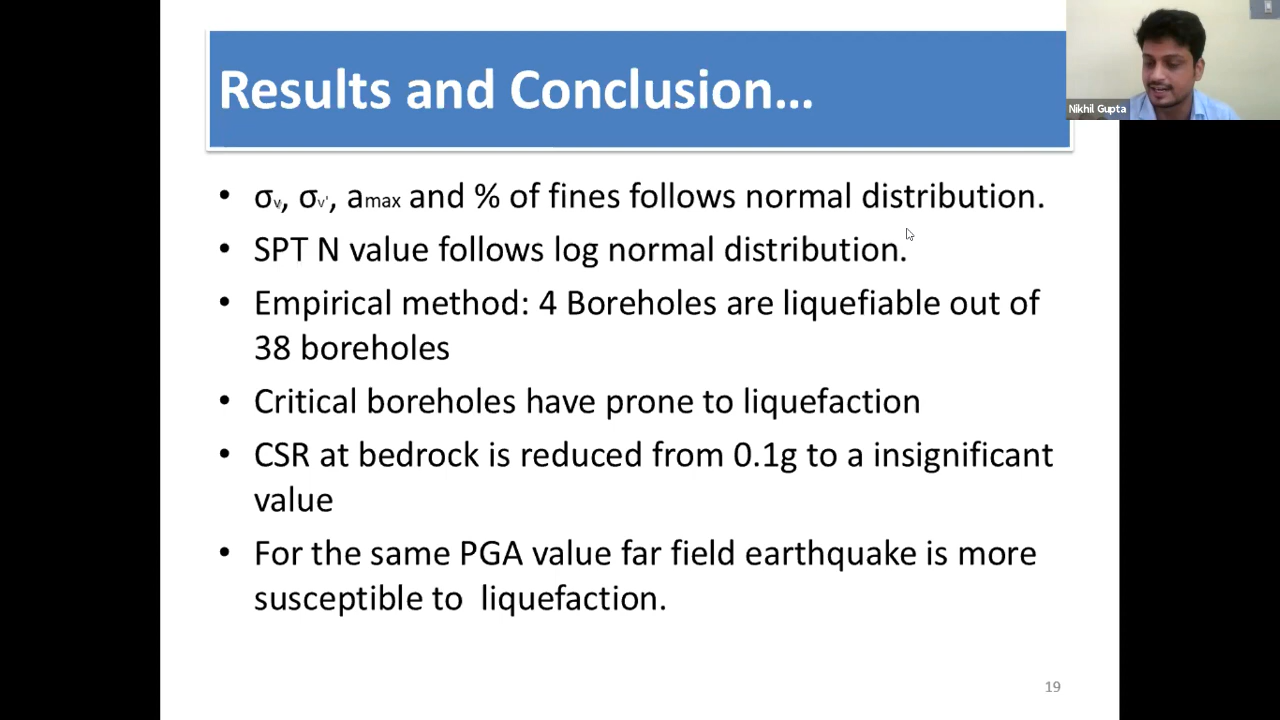 Results and Conclusion...
Nikhil Gupta
• σv, σv', amax and % of fines follows normal distribution.
• SPT N value follows log normal distribution.
• Empirical method: 4 Boreholes are liquefiable out of
38 boreholes
• Critical boreholes have prone to liquefaction
• CSR at bedrock is reduced from 0.1g to a insignificant
value
• For the same PGA value far field earthquake is more
susceptible to liquefaction.
19